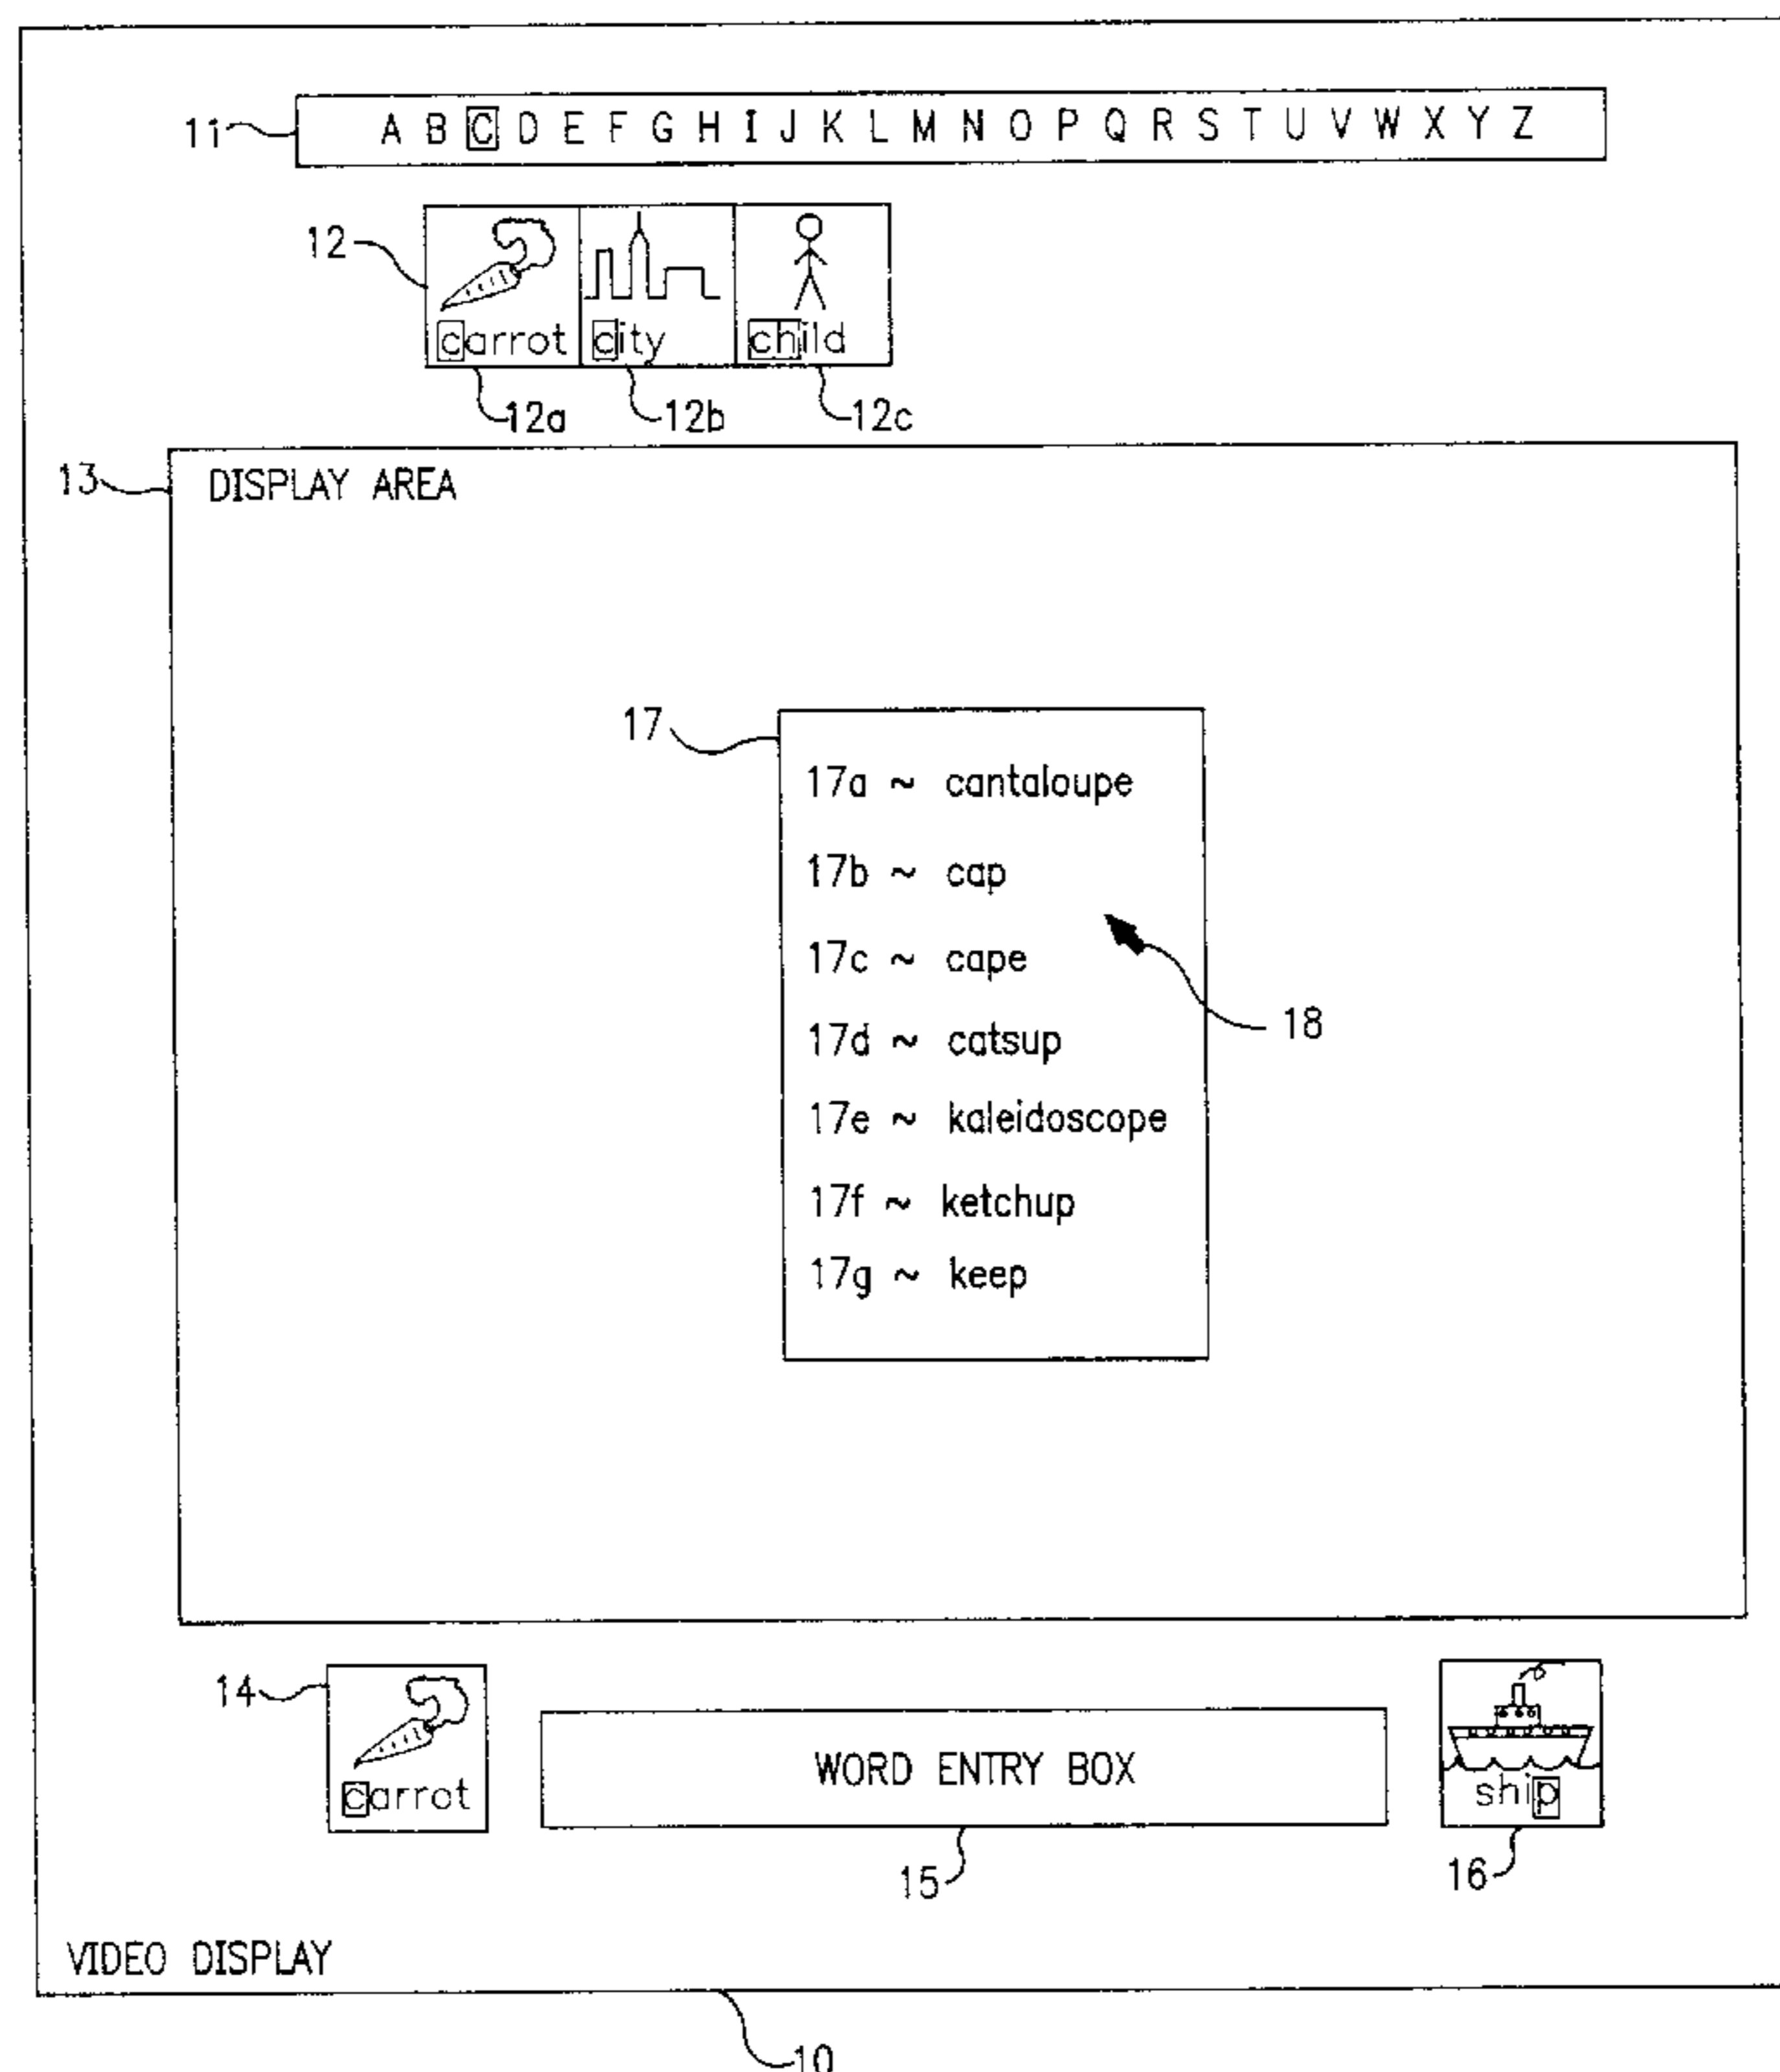 11 A B C D E F G H I J K L M N O P Q R S T U V W X Y Z
12
carrot city child
12a 12b 12c
13 DISPLAY AREA
17
17a ~ cantaloupe
17b ~ cap
17c ~ cape
18
17d ~ catsup
17e ~ kaleidoscope
17f ~ ketchup
17g ~ keep
14
carrot
WORD ENTRY BOX
ship
15
16
VIDEO DISPLAY
10